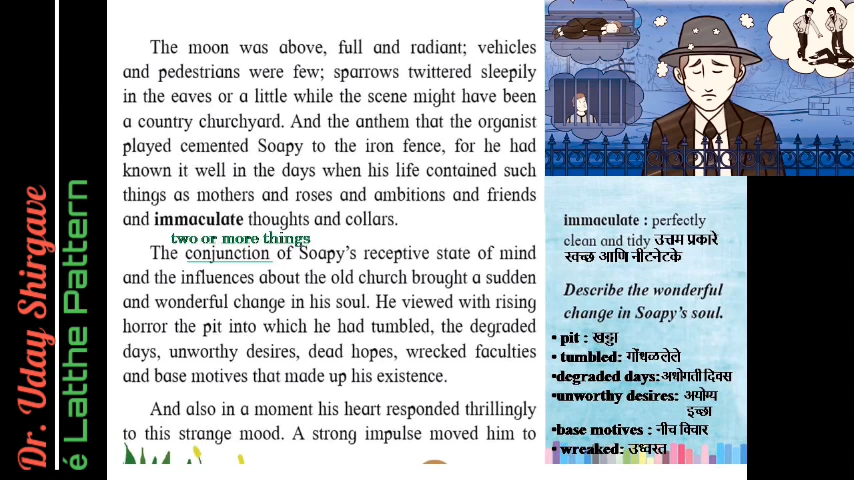 Dr. Uday Shirgave
é Latthe Pattern
The moon was above, full and radiant; vehicles
and pedestrians were few; sparrows twittered sleepily
in the eaves or a little while the scene might have been
a country churchyard. And the anthem that the organist
played cemented Soapy to the iron fence, for he had
known it well in the days when his life contained such
things as mothers and roses and ambitions and friends
and immaculate thoughts and collars.
two or more things
The conjunction of Soapy's receptive state of mind
and the influences about the old church brought a sudden
and wonderful change in his soul. He viewed with rising
horror the pit into which he had tumbled, the degraded
days, unworthy desires, dead hopes, wrecked faculties
and base motives that made up his existence.
And also in a moment his heart responded thrillingly
to this strange mood. A strong impulse moved him to
immaculate : perfectly
clean and tidy उत्तम प्रकारे
स्वच्छ आणि नीटनेटके
Describe the wonderful
change in Soapy's soul.
• pit : खड्डा
• tumbled: गोंधळलेले
•degraded days: अधोगती दिवस
•unworthy desires: अयोग्य
इच्छा
•base motives : नीच विचार
• wreaked: उध्वस्त